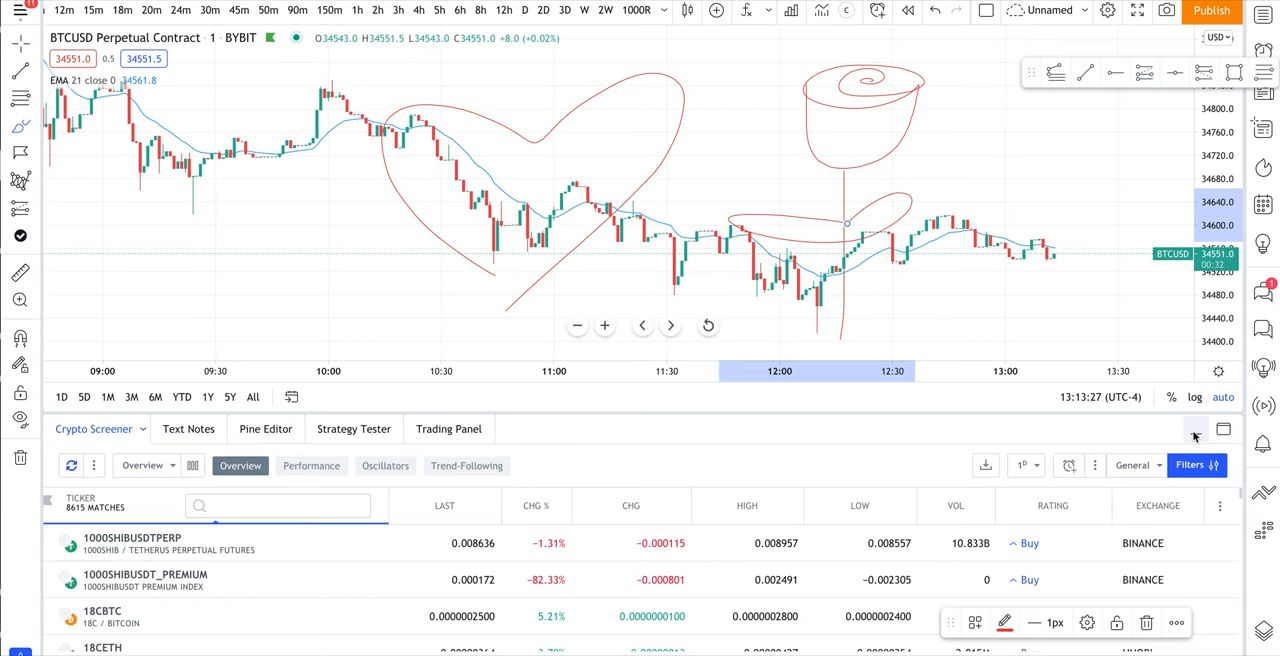 11
12m 15m 18m 20m 24m 30m 45m 90m 150m 1h 2h 3h 4h 6h 8h 12h D 2D 3D W 2W 1000R C Unnamed Publish
BTCUSD Perpetual Contract · 1 · BYBIT O34543.0 H34551.5 L34543.0 C34551.0 +8.0 (+0.02%) USD
34551.0 0.5 34551.5
EMA 21 close 0 34561.8
34800.0
34760.0
34720.0
34680.0
34640.0
34600.0
BTCUSD 34551.0
00:32
34520.0
34480.0
34440.0
34400.0
1
09:00 09:30 10:00 10:30 11:00 11:30 12:00 12:30 13:00 13:30
1D 5D 1M 3M 6M YTD 1Y 5Y All 13:13:27 (UTC-4) % log auto
Crypto Screener Text Notes Pine Editor Strategy Tester Trading Panel
Overview Overview Performance Oscillators Trend-Following 1D General Filters
TICKER LAST CHG % CHG HIGH LOW VOL RATING EXCHANGE
8615 MATCHES
1000SHIBUSDTPERP 0.008636 −1.31% −0.000115 0.008957 0.008557 10.833B Buy BINANCE
1000SHIB / TETHERUS PERPETUAL FUTURES
1000SHIBUSDT_PREMIUM 0.000172 −82.33% −0.000801 0.002491 −0.002305 0 Buy BINANCE
1000SHIBUSDT PREMIUM INDEX
18CBTC 0.0000002500 5.21% 0.0000000100 0.0000002800 0.0000002400
18C / BITCOIN
1px
18CETH